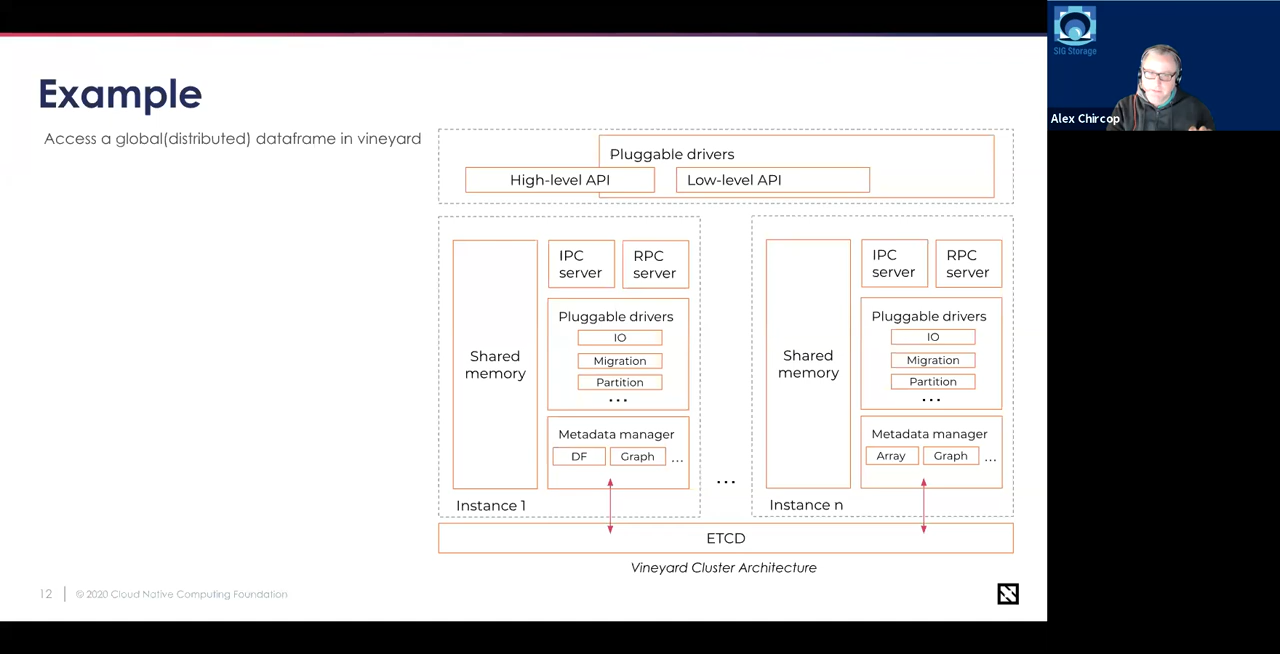 Example
Access a global(distributed) dataframe in vineyard
Pluggable drivers
High-level API
Low-level API
Shared
memory
IPC
server
RPC
server
Pluggable drivers
IO
Migration
Partition
...
Metadata manager
DF
Graph
...
Instance 1
...
Shared
memory
IPC
server
RPC
server
Pluggable drivers
IO
Migration
Partition
...
Metadata manager
Array
Graph
...
Instance n
ETCD
Vineyard Cluster Architecture
12
© 2020 Cloud Native Computing Foundation
SIG Storage
Alex Chircop